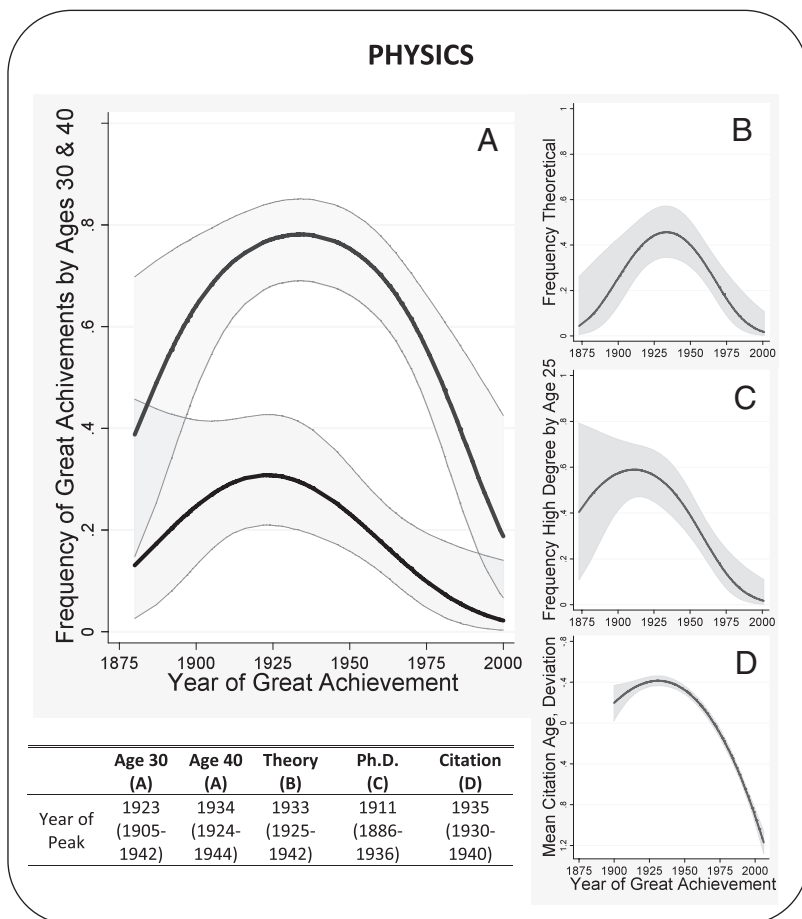 PHYSICS
A
Frequency of Great Achivements by Ages 30 & 40
.8
.6
.4
.2
0
1875 1900 1925 1950 1975 2000
Year of Great Achievement
B
Frequency Theoretical
1
.8
.6
.4
.2
0
1875 1900 1925 1950 1975 2000
C
Frequency High Degree by Age 25
1
.8
.6
.4
.2
0
1875 1900 1925 1950 1975 2000
D
Mean Citation Age, Deviation
-.8
-.4
0
.4
.8
1.2
1875 1900 1925 1950 1975 2000
Year of Great Achievement
Age 30 Age 40 Theory Ph.D. Citation
(A) (A) (B) (C) (D)
Year of Peak
1923 1934 1933 1911 1935
(1905- (1924- (1925- (1886- (1930-
1942) 1944) 1942) 1936) 1940)